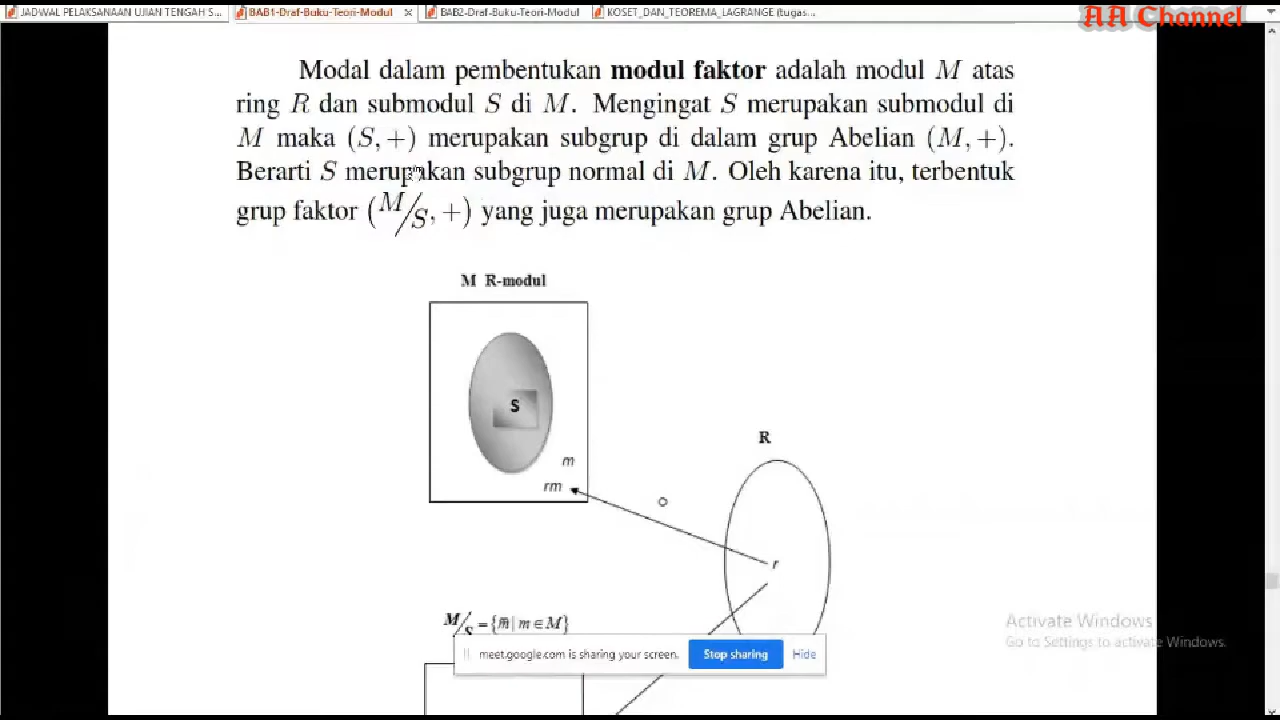 JADWAL PELAKSANAAN UJIAN TENGAH S...
BAB1-Draf-Buku-Teori-Modul
BAB2-Draf-Buku-Teori-Modul
KOSET_DAN_TEOREMA_LAGRANGE (tugas...
AA Channel
Modal dalam pembentukan modul faktor adalah modul M atas
ring R dan submodul S di M. Mengingat S merupakan submodul di
M maka (S, +) merupakan subgrup di dalam grup Abelian (M, +).
Berarti S merupakan subgrup normal di M. Oleh karena itu, terbentuk
grup faktor (M/S, +) yang juga merupakan grup Abelian.
M R-modul
S
m
rm
R
r
M/S = {m̅ | m ∈ M}
Activate Windows
Go to Settings to activate Windows.
meet.google.com is sharing your screen.
Stop sharing
Hide